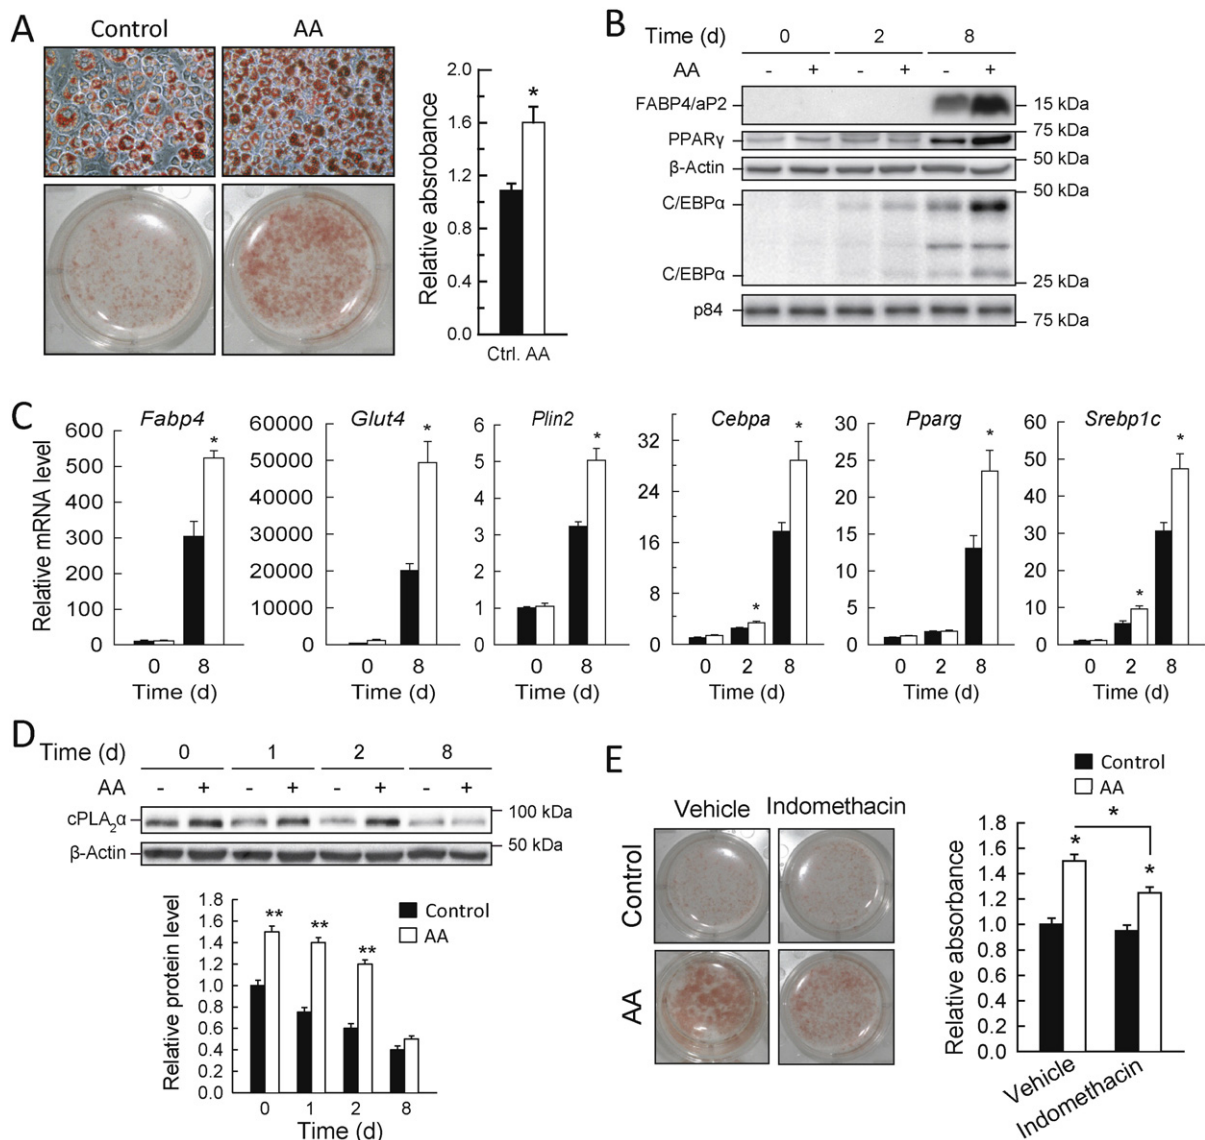 A
Control AA
Relative absrobance
2.0
1.6
1.2
0.8
0.4
0.0
*
Ctrl. AA
B
Time (d) 0 2 8
AA - + - + - +
FABP4/aP2 15 kDa
PPARγ 75 kDa
β-Actin 50 kDa
C/EBPα 50 kDa
C/EBPα 25 kDa
p84 75 kDa
C
Relative mRNA level
Fabp4
600
500
400
300
200
100
0
*
0 8
Time (d)
Glut4
60000
50000
40000
30000
20000
10000
0
*
0 8
Time (d)
Plin2
6
5
4
3
2
1
0
*
0 8
Time (d)
Cebpa
32
24
16
8
0
* *
0 2 8
Time (d)
Pparg
30
25
20
15
10
5
0
*
0 2 8
Time (d)
Srebp1c
60
50
40
30
20
10
0
* *
0 2 8
Time (d)
D
Time (d) 0 1 2 8
AA - + - + - + - +
cPLA₂α 100 kDa
β-Actin 50 kDa
Relative protein level
1.8
1.6
1.4
1.2
1.0
0.8
0.6
0.4
0.2
0.0
** ** **
Control
AA
0 1 2 8
Time (d)
E
Vehicle Indomethacin
Control
AA
Control
AA
Relative absorbance
1.8
1.6
1.4
1.2
1.0
0.8
0.6
0.4
0.2
0.0
*
* *
Vehicle
Indomethacin